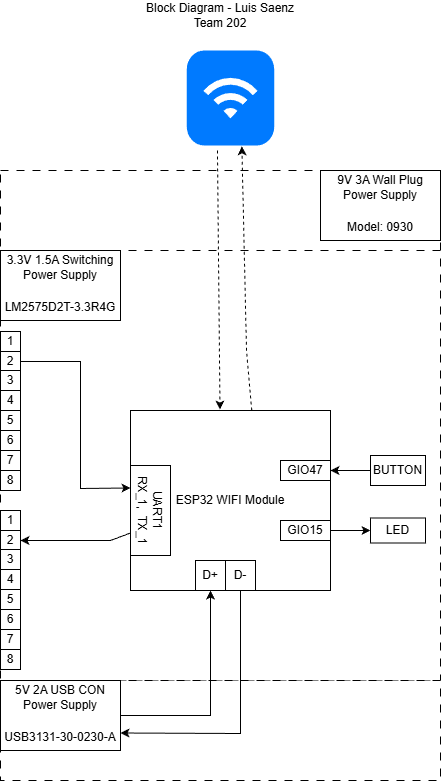 Block Diagram - Luis Saenz
Team 202
9V 3A Wall Plug
Power Supply
Model: 0930
3.3V 1.5A Switching
Power Supply
LM2575D2T-3.3R4G
1
2
3
4
5
6
7
8
UART1
RX_1, TX_1
ESP32 WIFI Module
GIO47
BUTTON
GIO15
LED
1
2
3
4
5
6
7
8
D+
D-
5V 2A USB CON
Power Supply
USB3131-30-0230-A